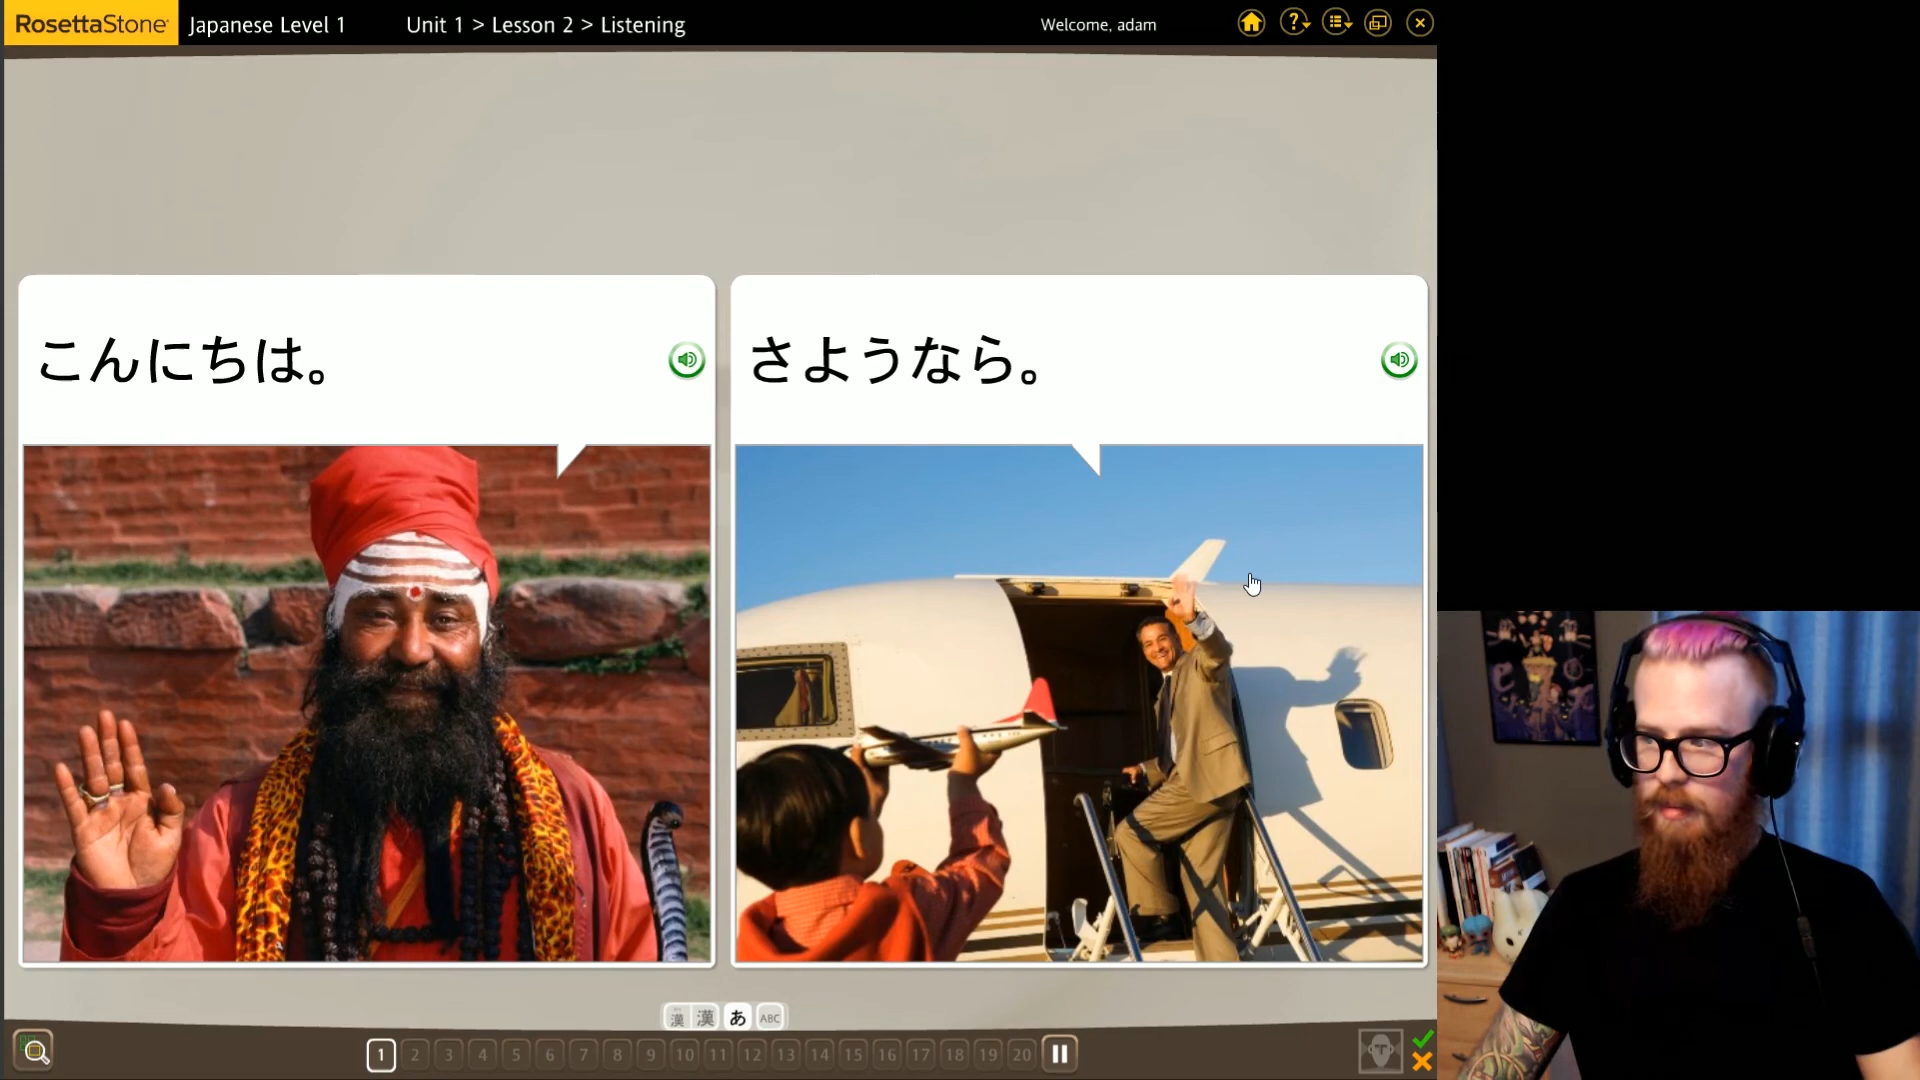 RosettaStone Japanese Level 1 Unit 1 > Lesson 2 > Listening Welcome, adam
こんにちは。
さようなら。
漢 漢 あ ABC
1 2 3 4 5 6 7 8 9 10 11 12 13 14 15 16 17 18 19 20